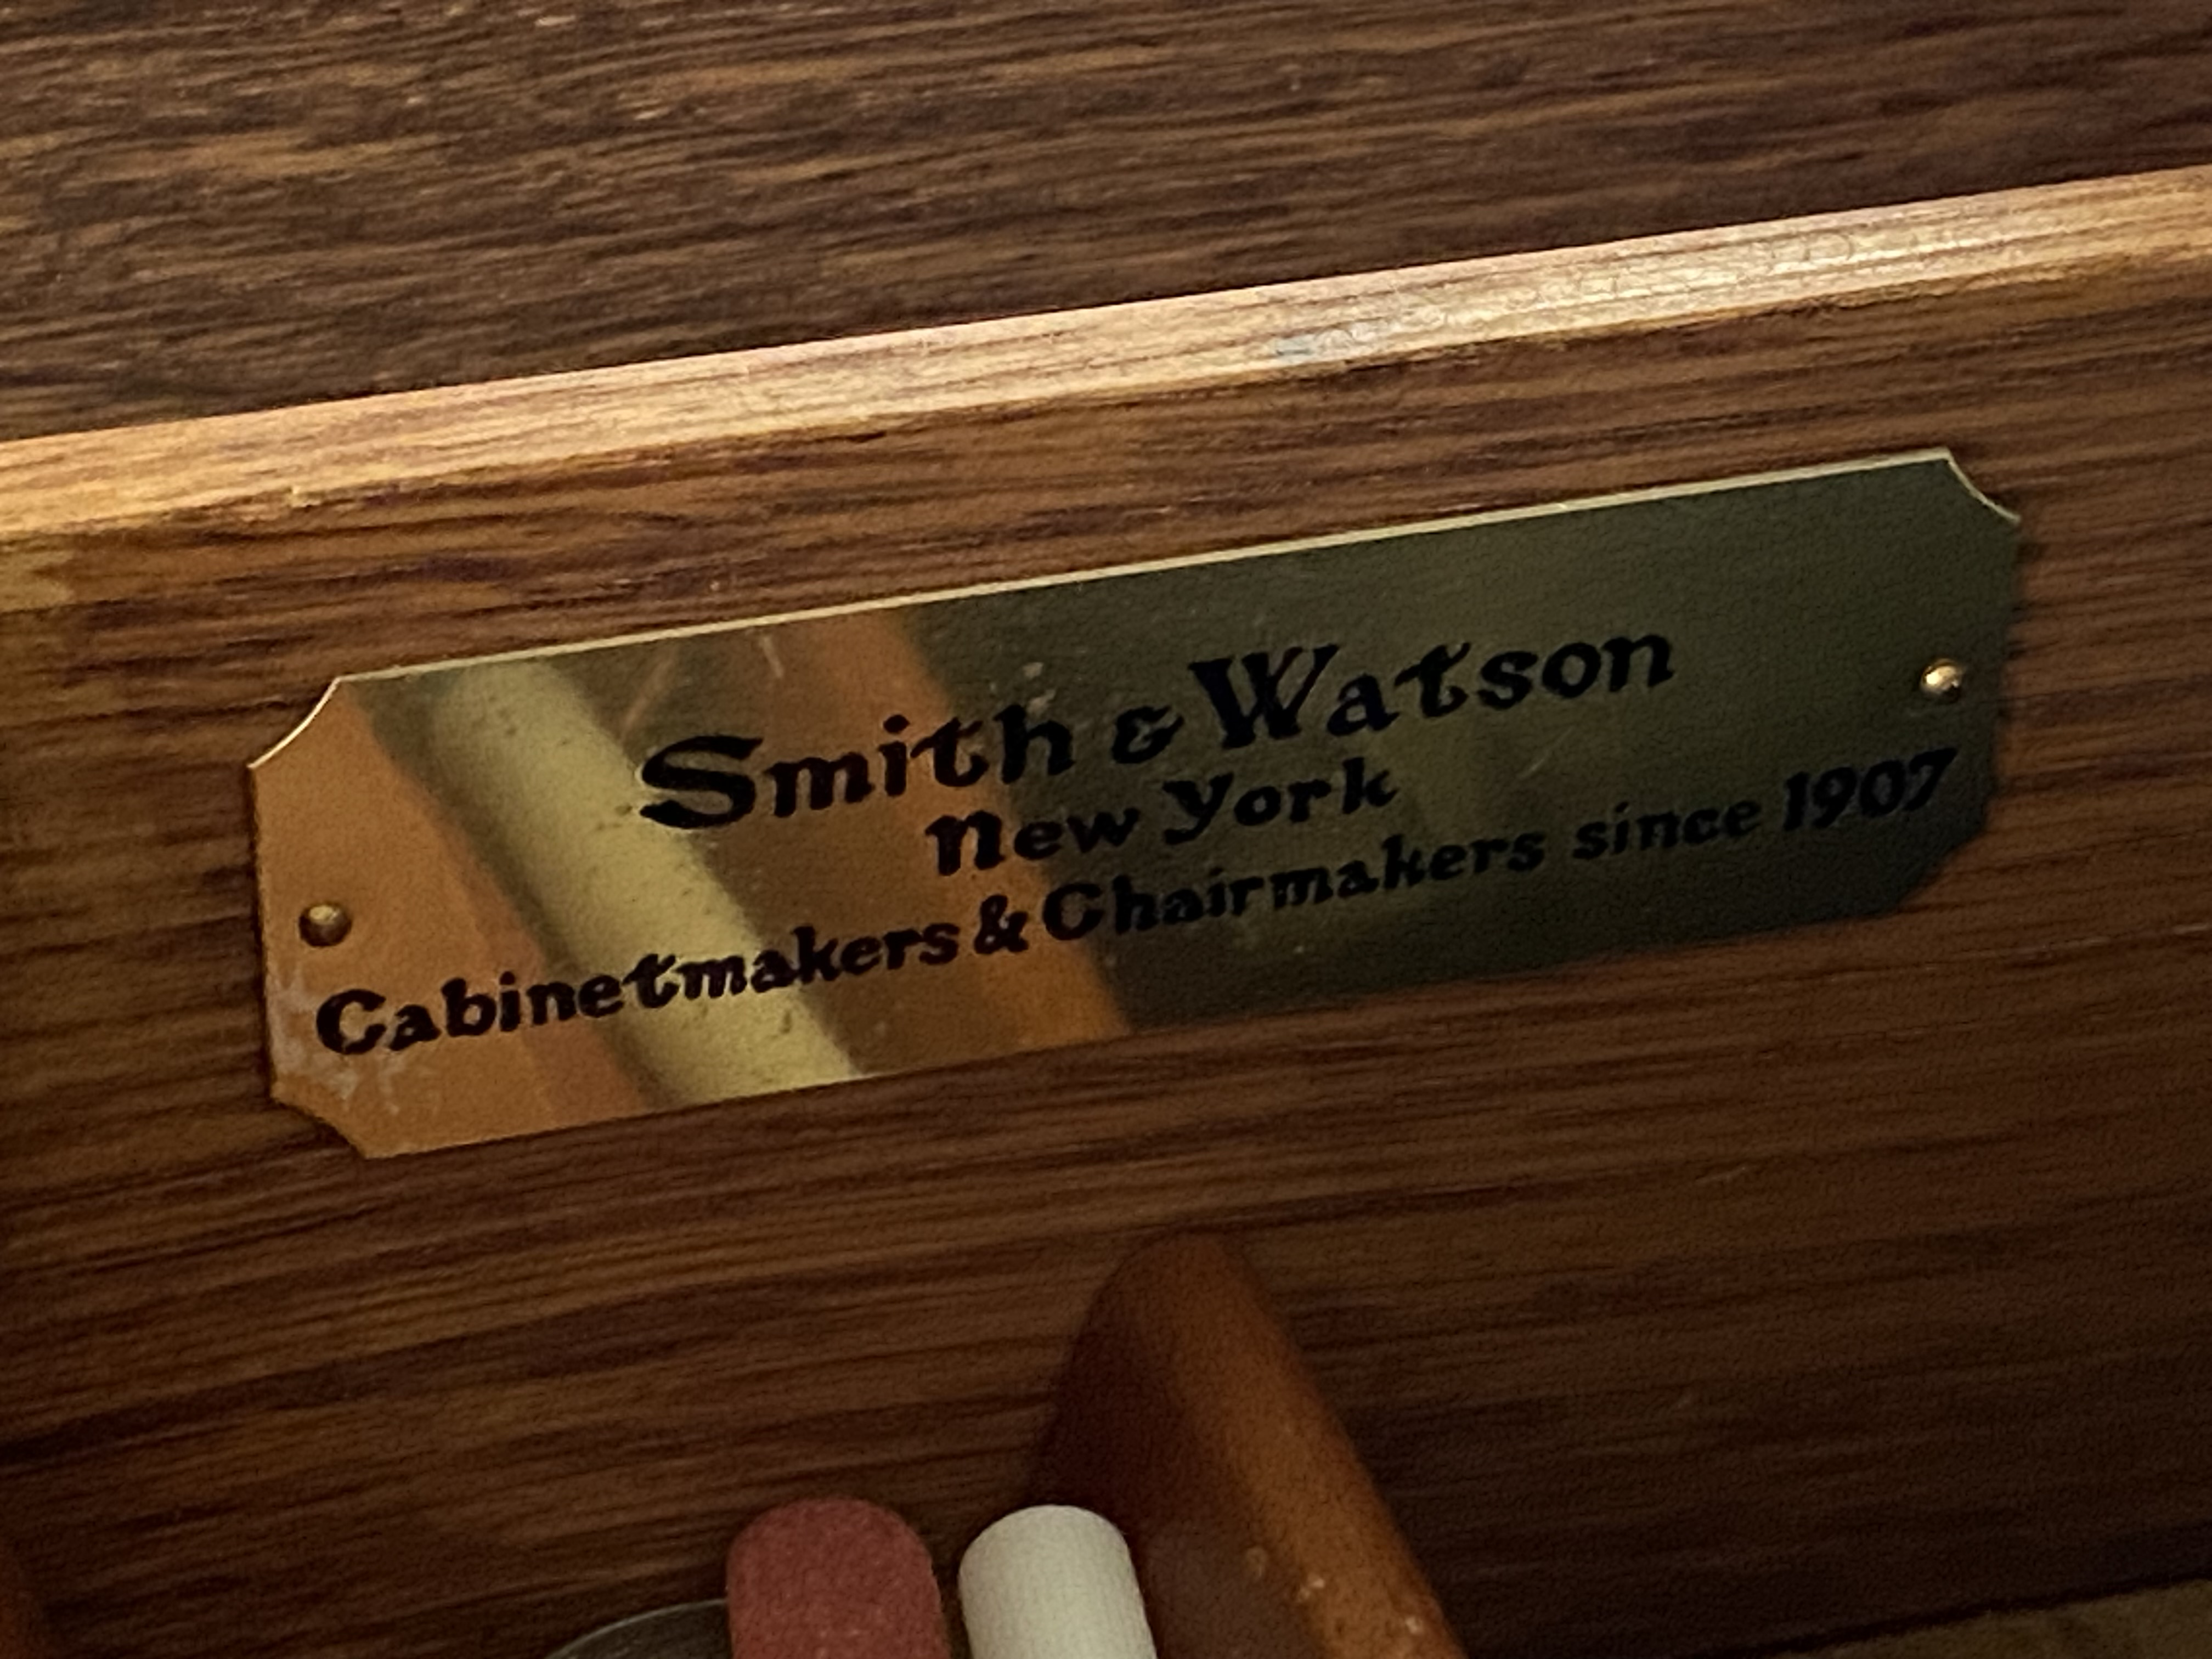 Smith & Watson
New York
Cabinetmakers & Chairmakers since 1907